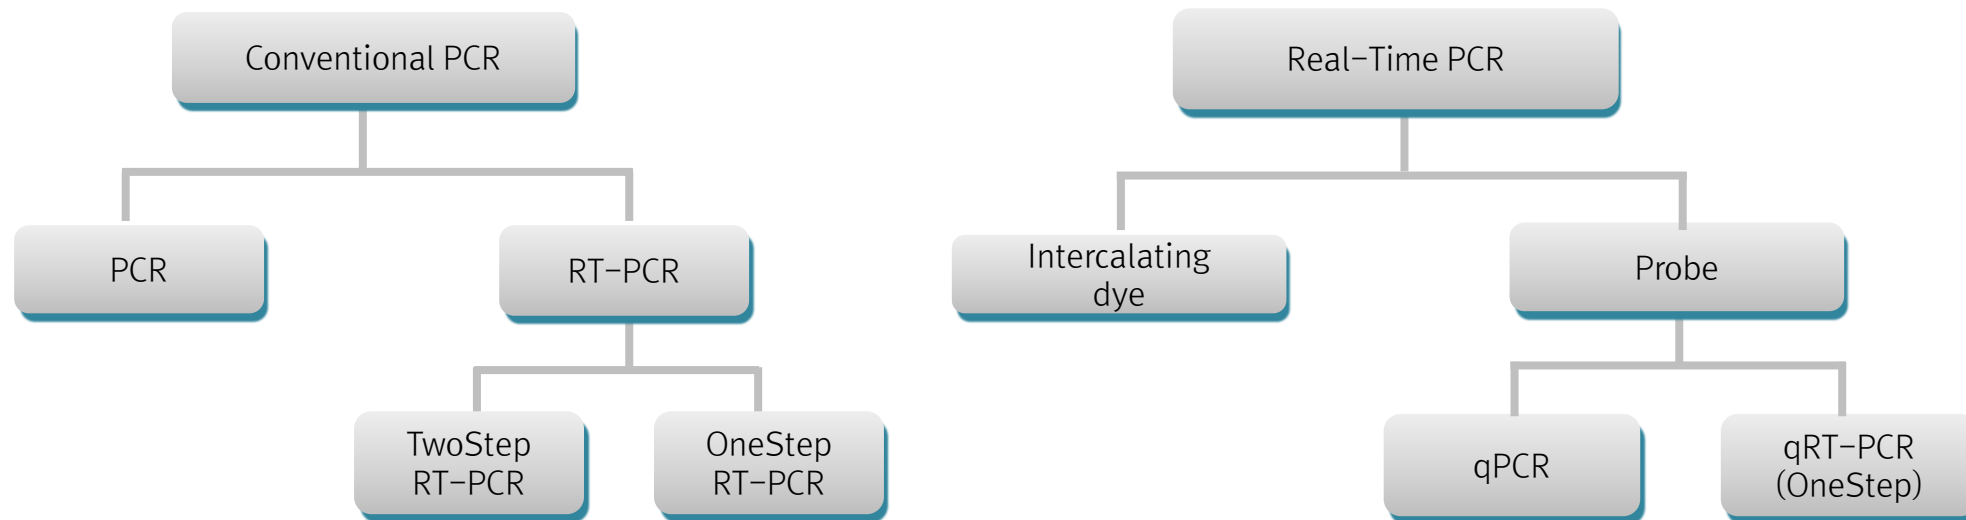 Conventional PCR
Real-Time PCR
PCR
RT-PCR
Intercalating
dye
Probe
TwoStep
RT-PCR
OneStep
RT-PCR
qPCR
qRT-PCR
(OneStep)